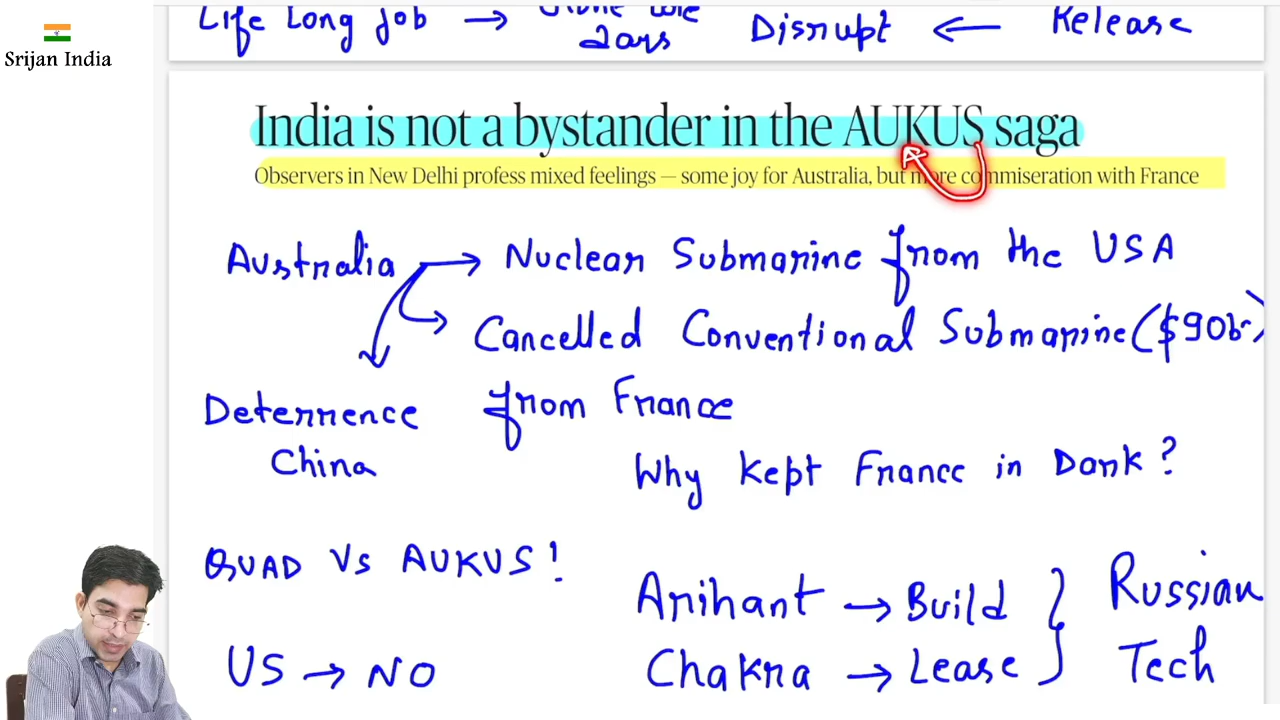 Srijan India
Life Long Job → Disrupt ← Release
2ans
India is not a bystander in the AUKUS saga
Observers in New Delhi profess mixed feelings — some joy for Australia, but more commiseration with France
Australia → Nuclear Submarine from the USA
→ Cancelled Conventional Submarine ($90b)
Deterrence from France
China
Why Kept France in Dark?
QUAD Vs AUKUS!
Arihant → Build } Russian
US → NO
Chakra → Lease } Tech